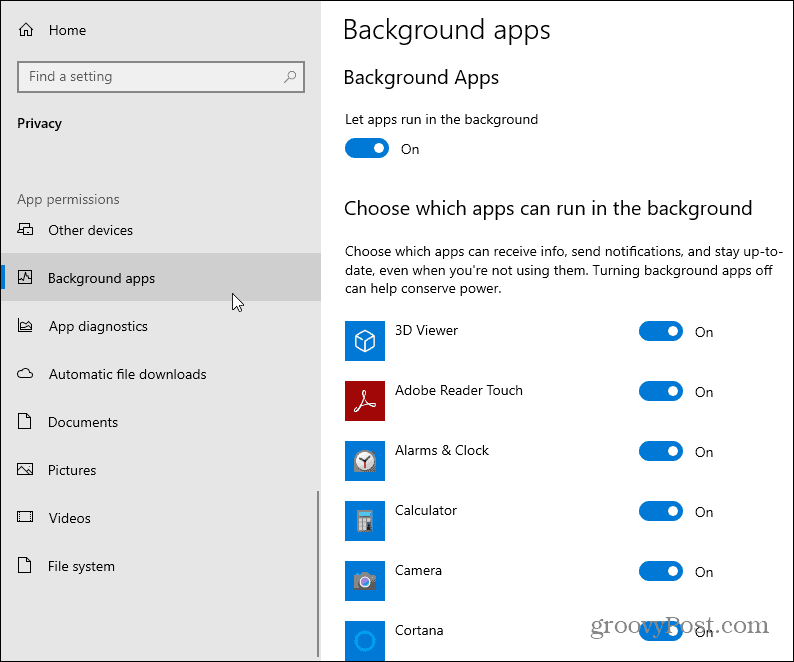 Home
Find a setting
Privacy
App permissions
Other devices
Background apps
App diagnostics
Automatic file downloads
Documents
Pictures
Videos
File system
Background apps
Background Apps
Let apps run in the background
On
Choose which apps can run in the background
Choose which apps can receive info, send notifications, and stay up-to-
date, even when you're not using them. Turning background apps off
can help conserve power.
3D Viewer On
Adobe Reader Touch On
Alarms & Clock On
Calculator On
Camera On
Cortana On
groovyPost.com